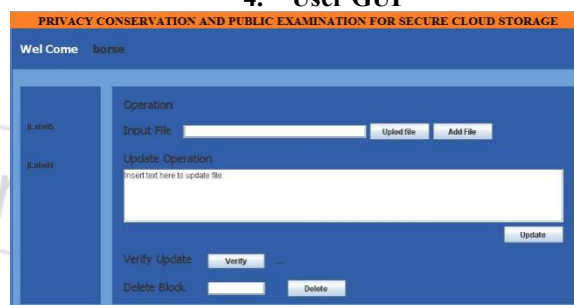 4. User GUI
PRIVACY CONSERVATION AND PUBLIC EXAMINATION FOR SECURE CLOUD STORAGE
Wel Come borse
Operation
jLabel5
Input File Uplod file Add File
Update Operation
jLabel4
Insert text here to update file
Update
Verify Update Verify ...
Delete Block Delete